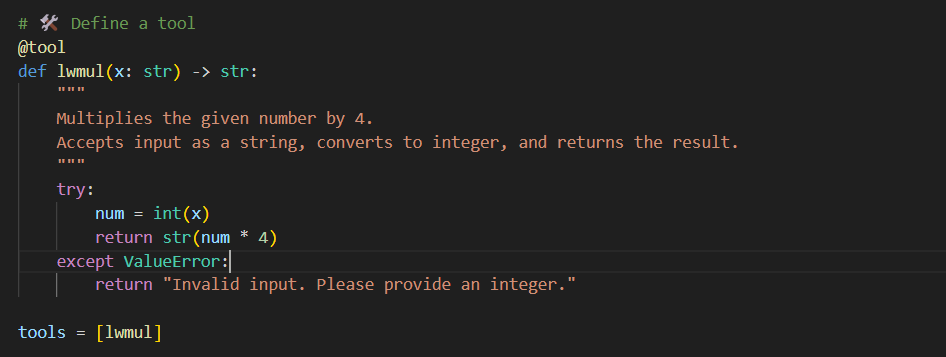 # 🛠 Define a tool
@tool
def lwmul(x: str) -> str:
    """
    Multiplies the given number by 4.
    Accepts input as a string, converts to integer, and returns the result.
    """
    try:
        num = int(x)
        return str(num * 4)
    except ValueError:
        return "Invalid input. Please provide an integer."
tools = [lwmul]